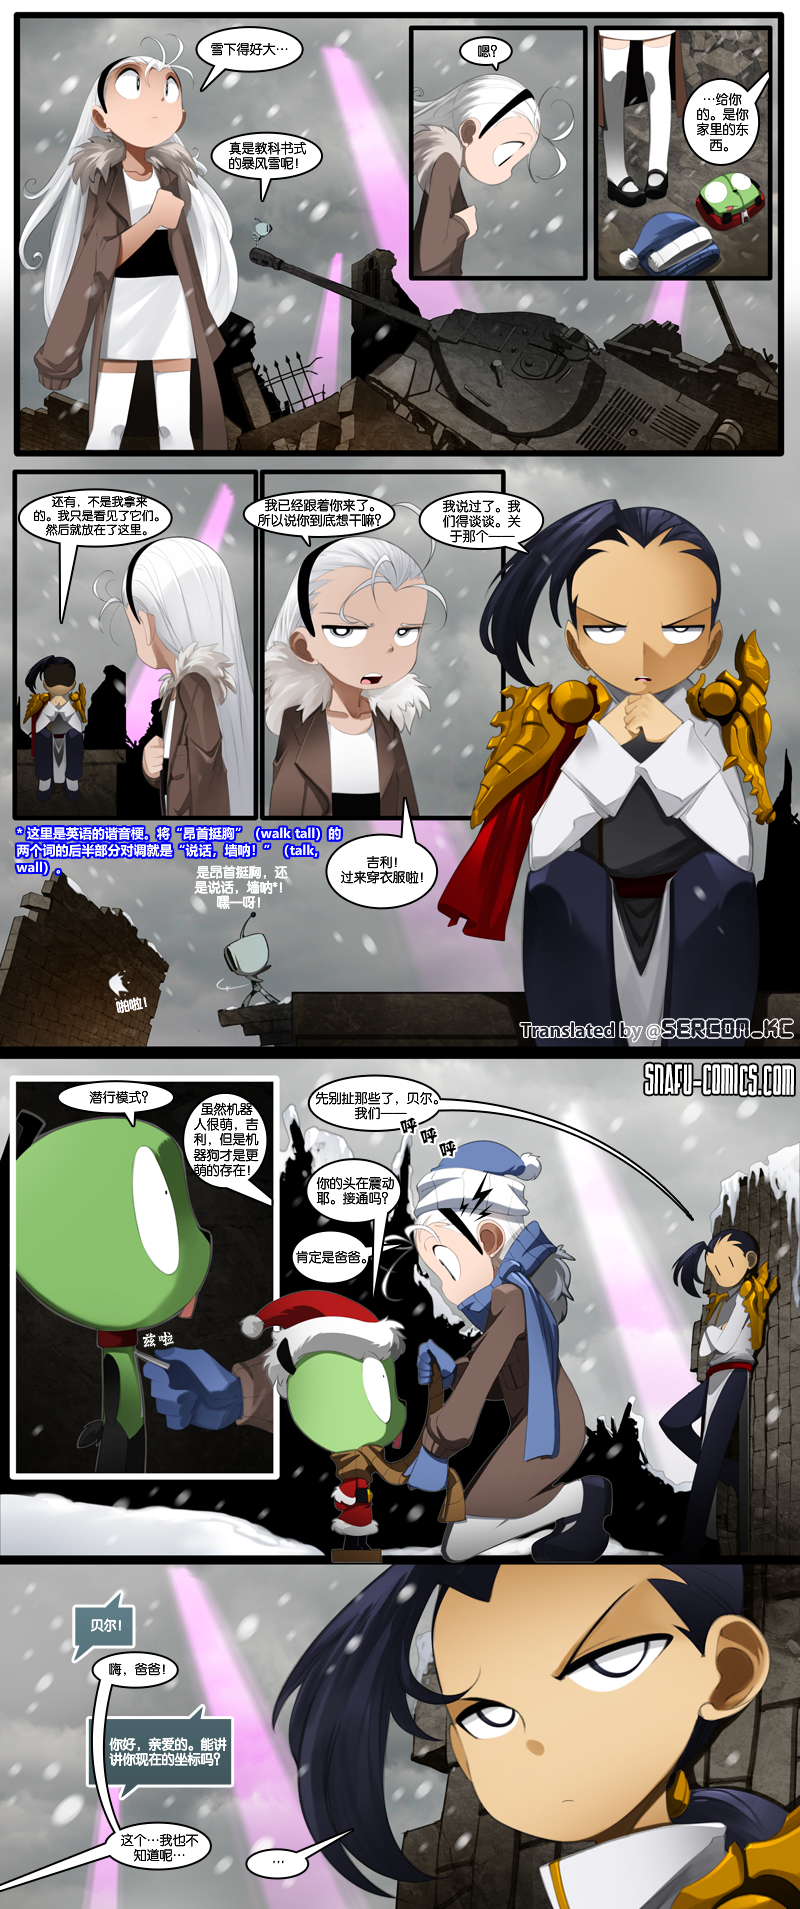 雪下得好大…
真是教科书式
的暴风雪呢！
嗯？
…给你
的。是你
家里的东
西。
还有，不是我拿来
的。我只是看见了它们。
然后就放在了这里。
我已经跟着你来了。
所以说你到底想干嘛？
我说过了。我
们得谈谈。关
于那个——
* 这里是英语的谐音梗。将“昂首挺胸”（walk tall）的
两个词的后半部分对调就是“说话，墙呐！”（talk,
wall）。
吉利！
过来穿衣服啦！
是昂首挺胸，还
是说话，墙呐*！
嘿—呀！
啪啦！
Translated by @SERCON_KC
SNAFU-COMICS.COM
潜行模式？
虽然机器
人很萌，吉
利，但是机
器狗才是更
萌的存在！
兹啦
先别扯那些了，贝尔。
我们——
呼 呼 呼
你的头在震动
耶。接通吗？
肯定是爸爸。
贝尔！
嗨，爸爸！
你好，亲爱的。能讲
讲你现在的坐标吗？
这个…我也不
知道呢…
…